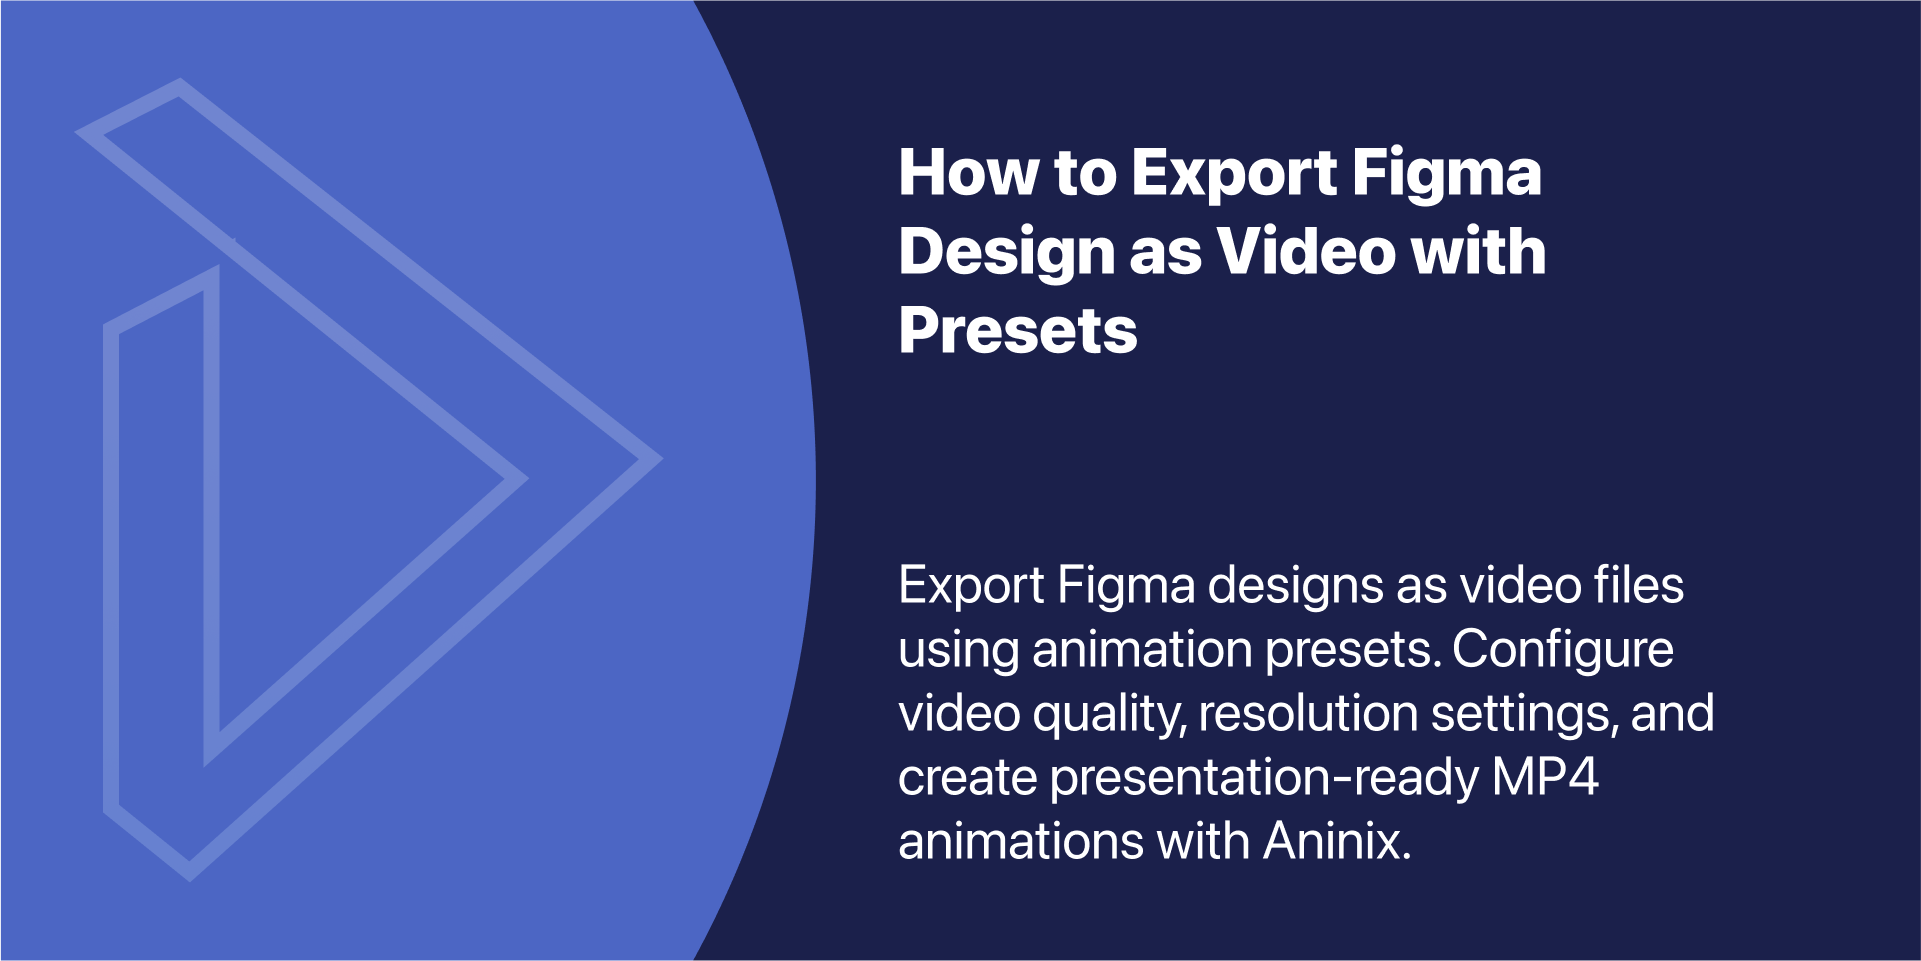 How to Export Figma
Design as Video with
Presets
Export Figma designs as video files
using animation presets. Configure
video quality, resolution settings, and
create presentation-ready MP4
animations with Aninix.